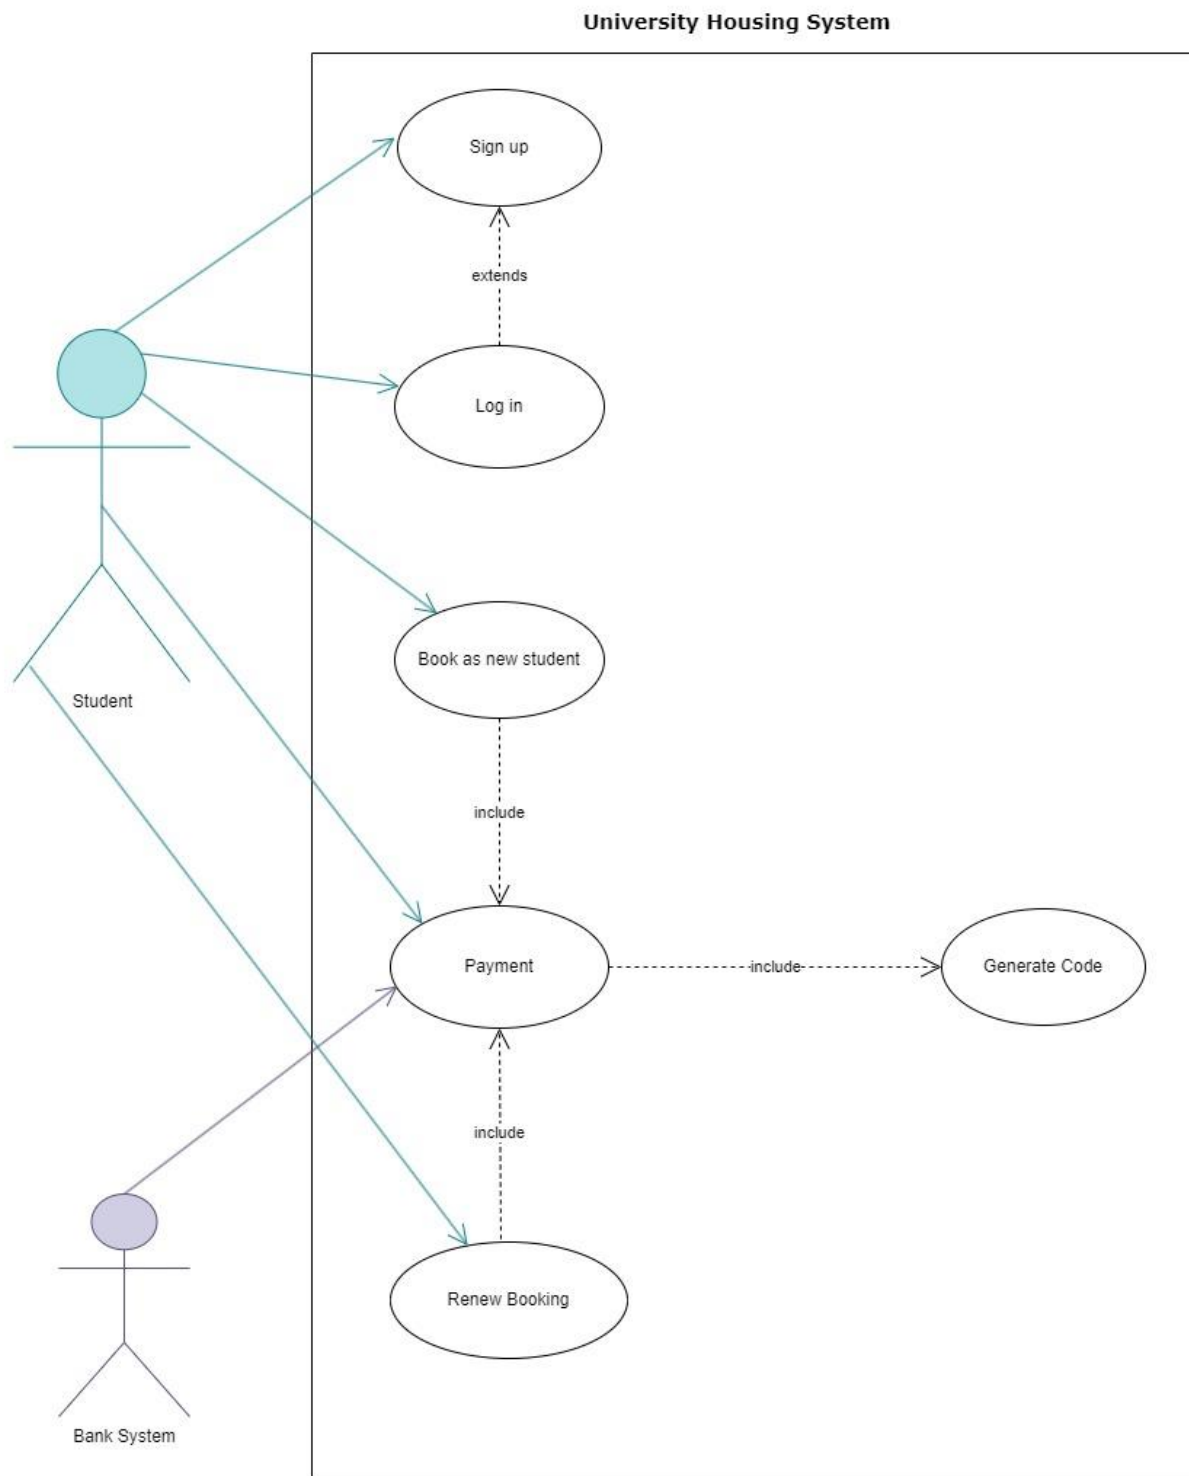 University Housing System
Sign up
extends
Log in
Book as new student
Student
include
Payment
include
Generate Code
include
Renew Booking
Bank System